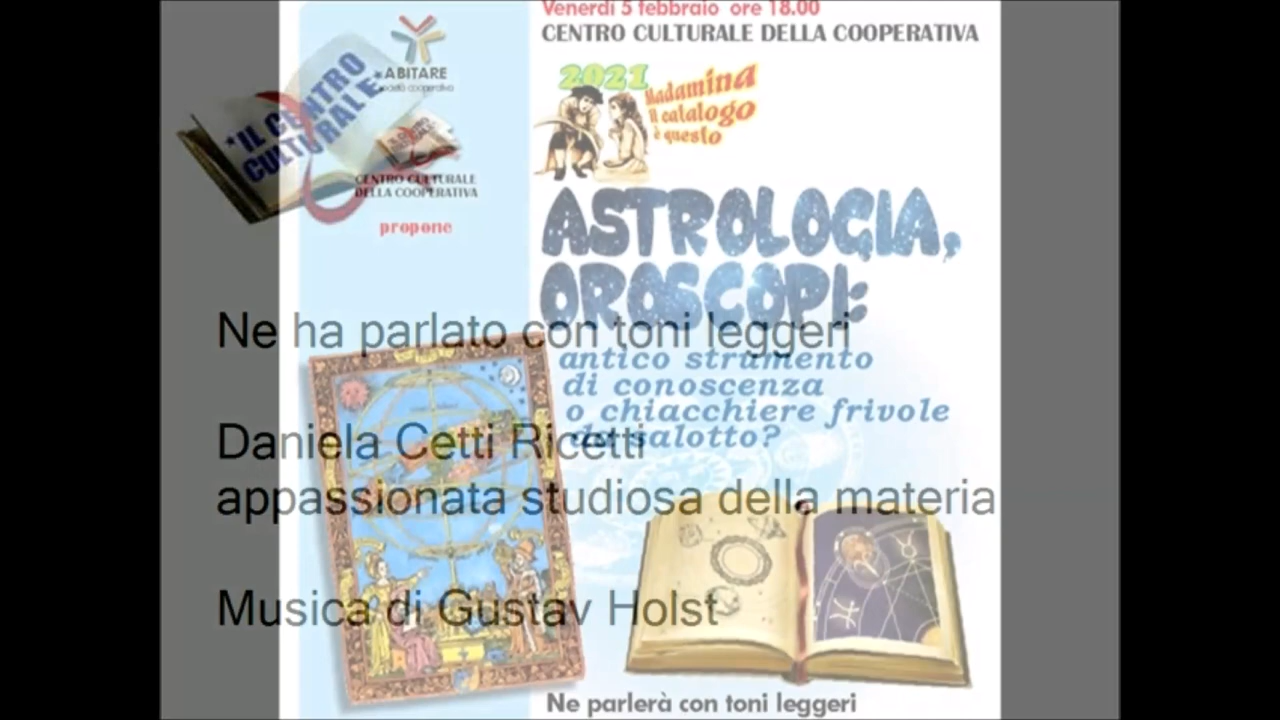 Venerdì 5 febbraio ore 18.00
CENTRO CULTURALE DELLA COOPERATIVA
ABITARE
società cooperativa
*IL CENTRO
CULTURALE*
CENTRO CULTURALE
DELLA COOPERATIVA
propone
2021
Madamina
il catalogo
è questo
ASTROLOGIA,
OROSCOPI:
antico strumento
di conoscenza
o chiacchiere frivole
da salotto?
Ne ha parlato con toni leggeri
Daniela Cetti Ricetti
appassionata studiosa della materia
Musica di Gustav Holst
Ne parlerà con toni leggeri